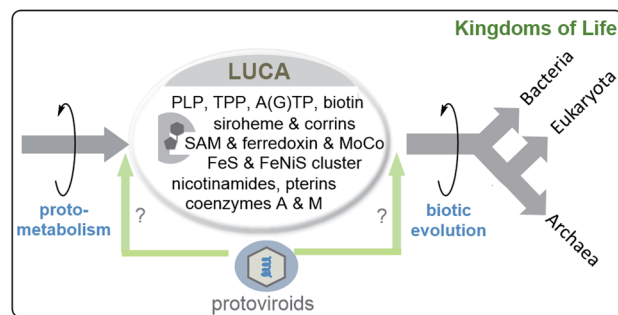 Kingdoms of Life
LUCA
PLP, TPP, A(G)TP, biotin
siroheme & corrins
SAM & ferredoxin & MoCo
FeS & FeNiS cluster
nicotinamides, pterins
coenzymes A & M
proto-
metabolism
?
?
biotic
evolution
Bacteria
Eukaryota
Archaea
protoviroids